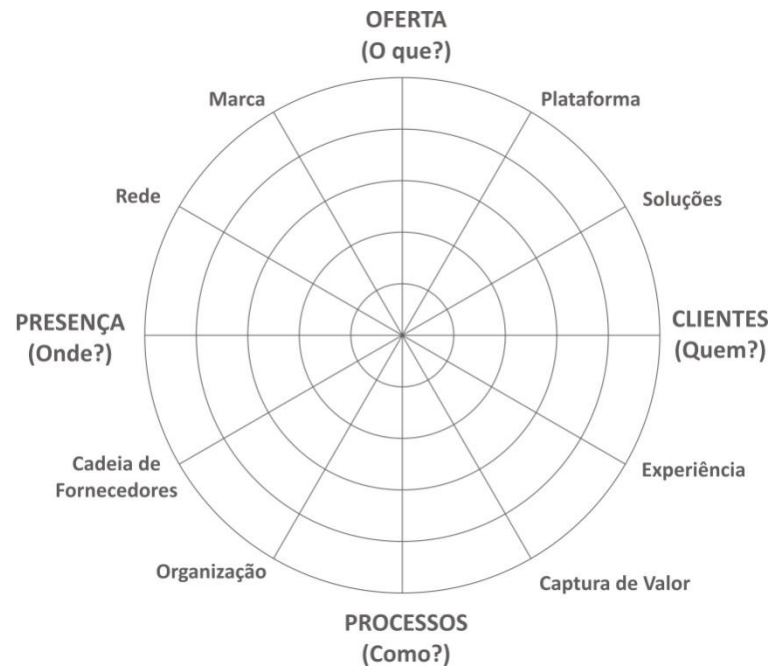 OFERTA
(O que?)
Marca
Plataforma
Rede
Soluções
PRESENÇA
(Onde?)
CLIENTES
(Quem?)
Cadeia de
Fornecedores
Experiência
Organização
Captura de Valor
PROCESSOS
(Como?)